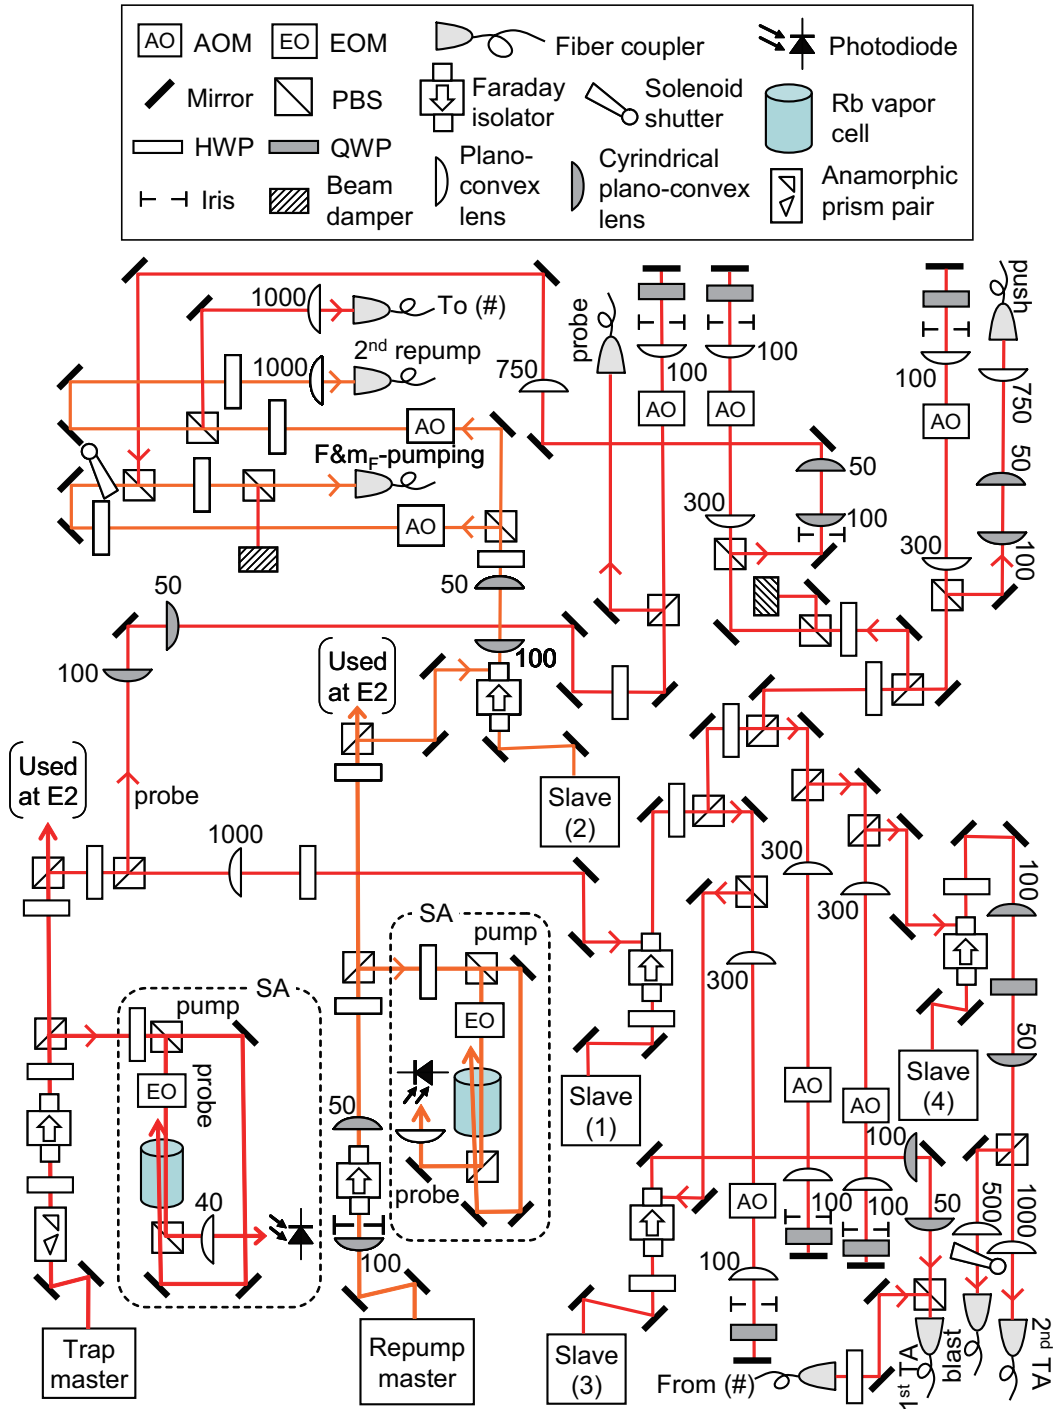 AO AOM EO EOM Fiber coupler Photodiode
Mirror PBS Faraday isolator Solenoid shutter Rb vapor cell
HWP QWP Plano-convex lens Cyrindrical plano-convex lens Anamorphic prism pair
Iris Beam damper
1000 To (#)
1000 2nd repump
750
probe
100
100
100
push
750
AO
AO
AO
AO
F&mF-pumping
50
50
100
300
300
100
AO
50
50
100
100
Used at E2
Used at E2
probe
1000
Slave (2)
300
300
300
100
SA
pump
EO
SA
pump
EO
probe
40
50
probe
100
Slave (1)
Slave (4)
50
AO
AO
AO
100
100
100
100
50
500
1000
Trap master
Repump master
Slave (3)
From (#)
1st TA
blast
2nd TA